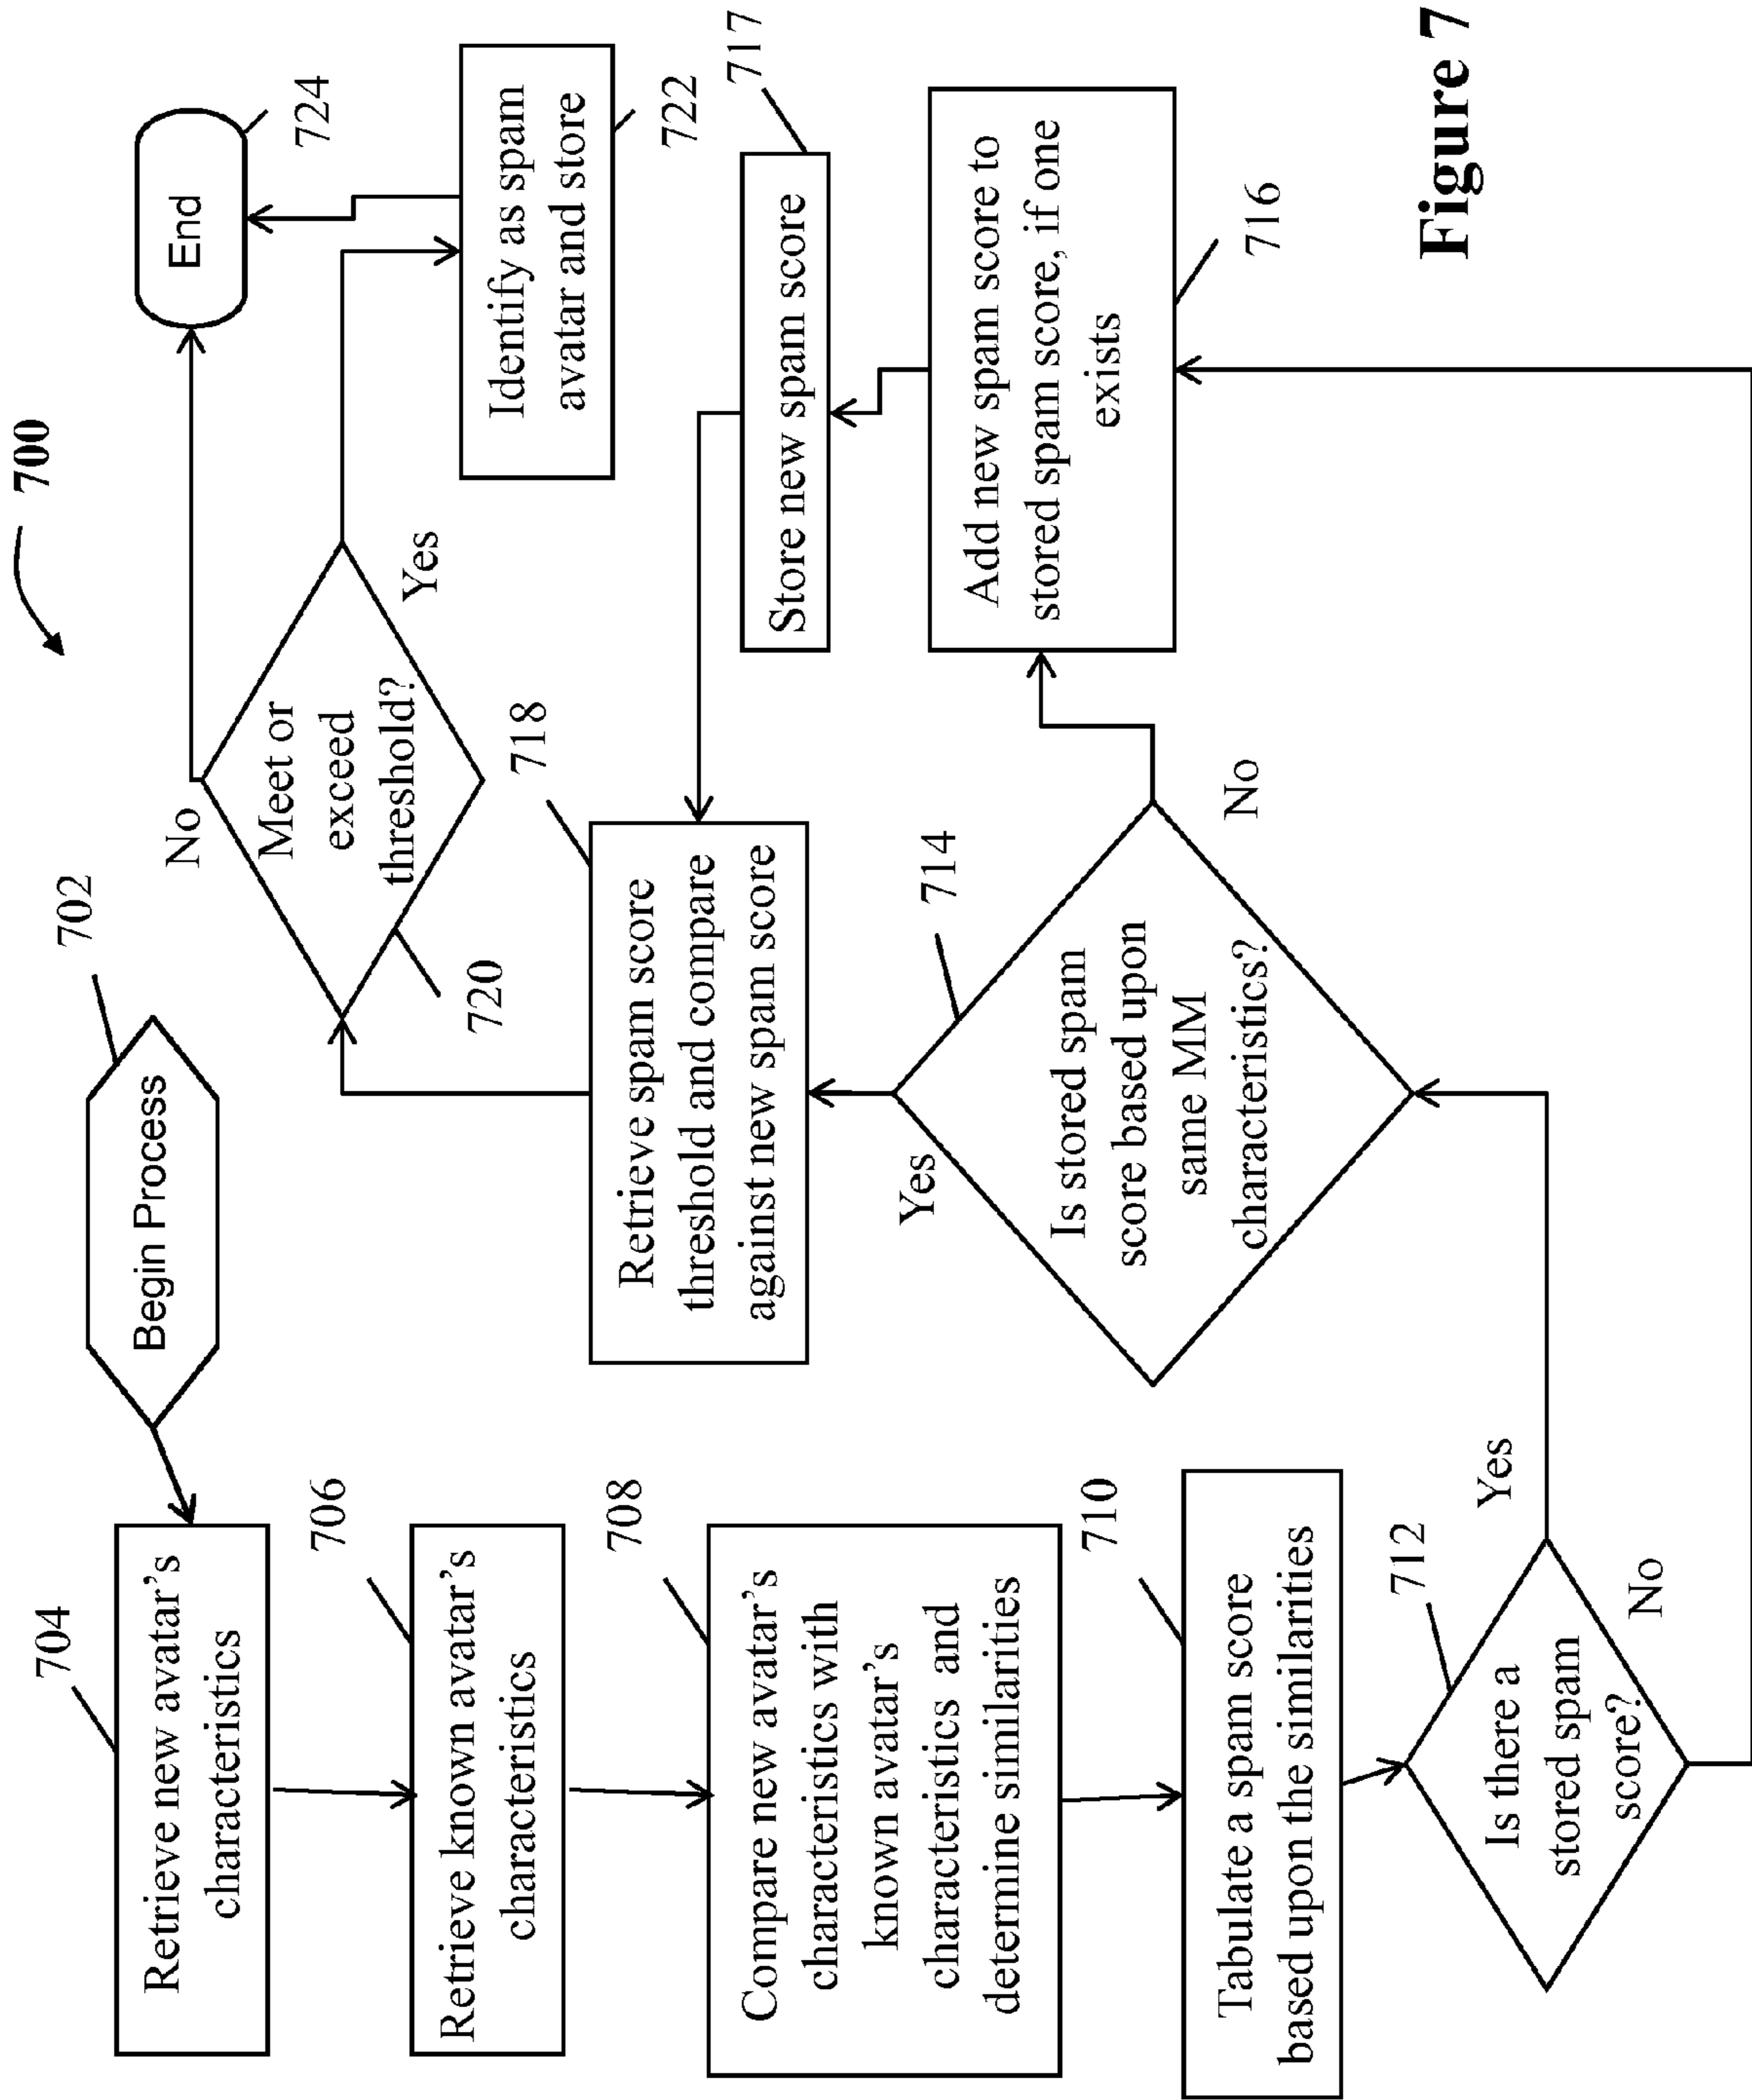 700
702
Begin Process
704
Retrieve new avatar's
characteristics
706
Retrieve known avatar's
characteristics
708
Compare new avatar's
characteristics with
known avatar's
characteristics and
determine similarities
710
Tabulate a spam score
based upon the similarities
712
Is there a
stored spam
score?
Yes
No
714
Is stored spam
score based upon
same MM
characteristics?
Yes
No
716
Add new spam score to
stored spam score, if one
exists
717
Store new spam score
718
Retrieve spam score
threshold and compare
against new spam score
720
Meet or
exceed
threshold?
No
Yes
722
Identify as spam
avatar and store
724
End
Figure 7